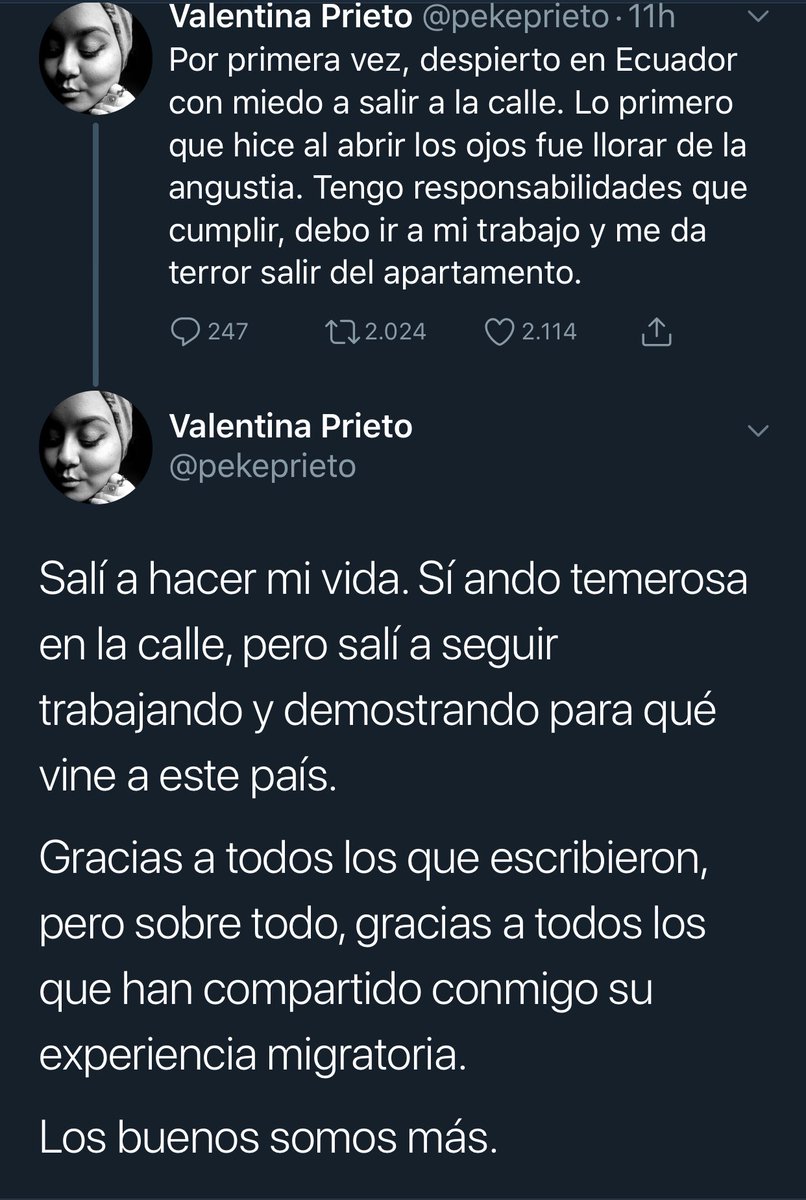 Valentina Prieto @pekeprieto · 11h
Por primera vez, despierto en Ecuador
con miedo a salir a la calle. Lo primero
que hice al abrir los ojos fue llorar de la
angustia. Tengo responsabilidades que
cumplir, debo ir a mi trabajo y me da
terror salir del apartamento.
247 2.024 2.114
Valentina Prieto
@pekeprieto
Salí a hacer mi vida. Sí ando temerosa
en la calle, pero salí a seguir
trabajando y demostrando para qué
vine a este país.
Gracias a todos los que escribieron,
pero sobre todo, gracias a todos los
que han compartido conmigo su
experiencia migratoria.
Los buenos somos más.